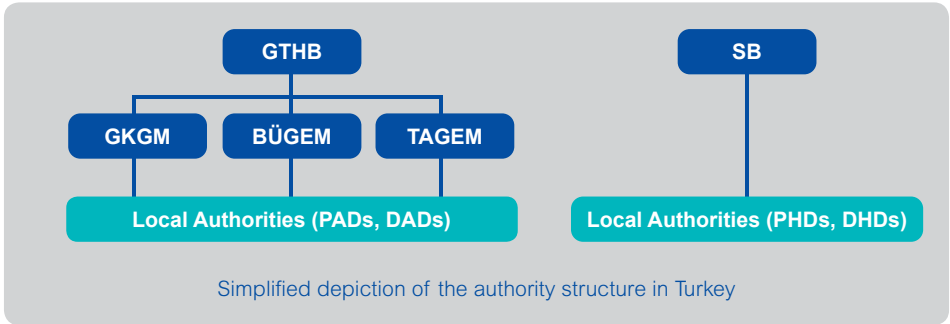 GTHB
SB
GKGM
BÜGEM
TAGEM
Local Authorities (PADs, DADs)
Local Authorities (PHDs, DHDs)
Simplified depiction of the authority structure in Turkey